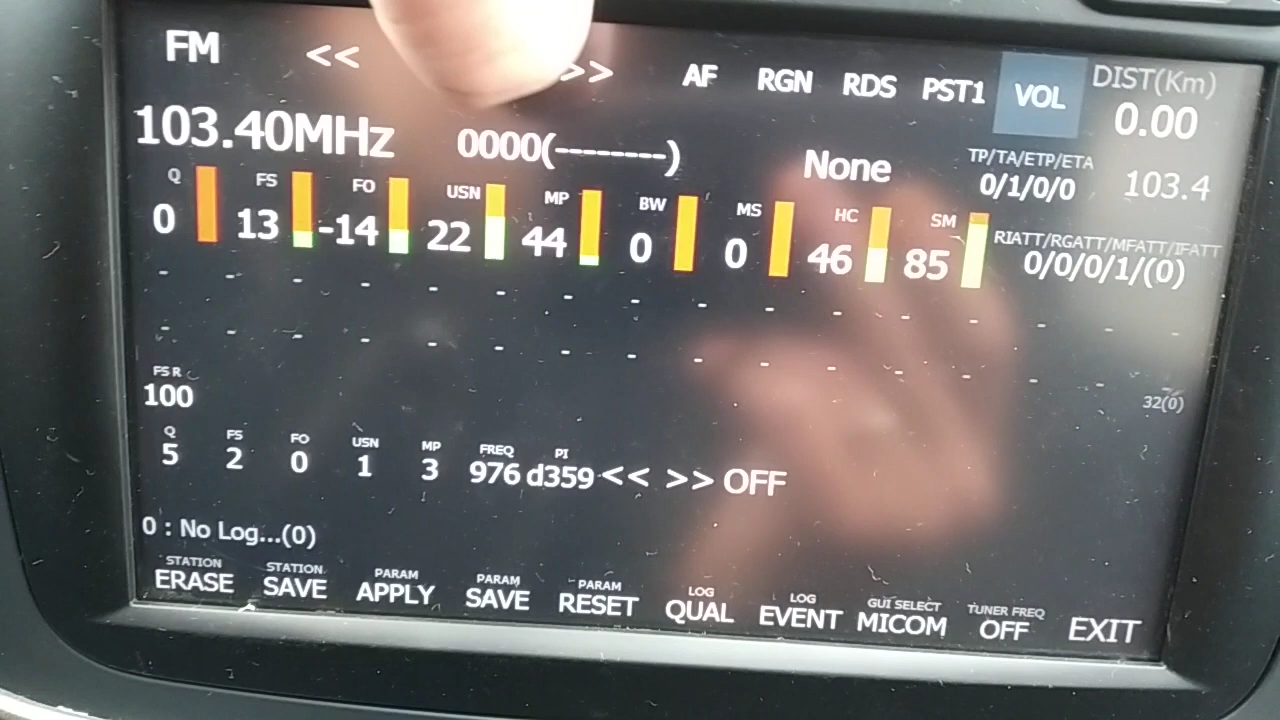 FM << >> AF RGN RDS PST1 VOL DIST(Km)
0.00
103.40MHz 0000(--------) None TP/TA/ETP/ETA
0/1/0/0 103.4
Q FS FO USN MP BW MS HC SM RIATT/RGATT/MFATT/IFATT
0 13 -14 22 44 0 0 46 85 0/0/0/1/(0)
- - - - - - - - - - - - - - - -
- - - - - - - - - - - - - - -
FS R
100 32(0)
Q FS FO USN MP FREQ PI
5 2 0 1 3 976 d359 << >> OFF
0 : No Log...(0)
STATION STATION PARAM PARAM PARAM LOG LOG GUI SELECT TUNER FREQ
ERASE SAVE APPLY SAVE RESET QUAL EVENT MICOM OFF EXIT